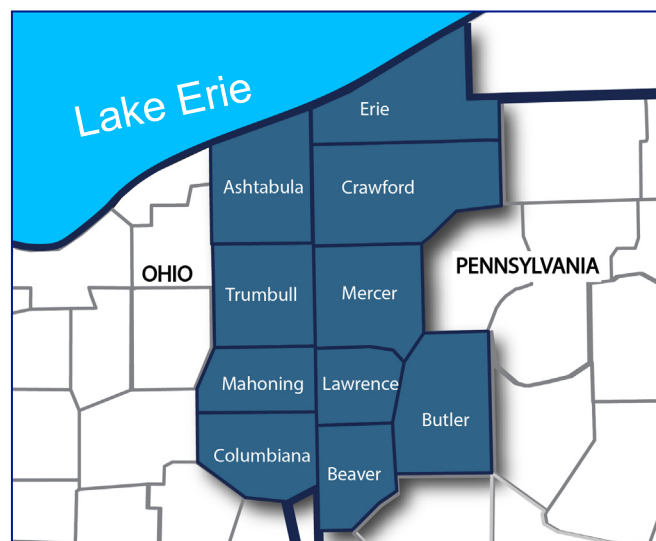 Lake Erie
Erie
Ashtabula
Crawford
OHIO
PENNSYLVANIA
Trumbull
Mercer
Mahoning
Lawrence
Butler
Columbiana
Beaver